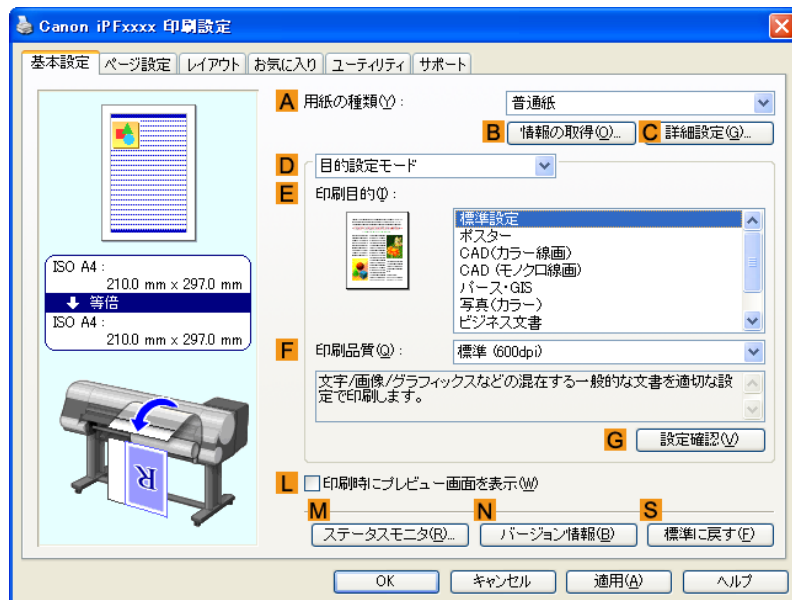 Canon iPFxxxx 印刷設定
基本設定 ページ設定 レイアウト お気に入り ユーティリティ サポート
A 用紙の種類(Y): 普通紙
B 情報の取得(O)... C 詳細設定(G)...
D 目的設定モード
E 印刷目的(I):
標準設定
ポスター
CAD(カラー線画)
CAD (モノクロ線画)
パース・GIS
写真(カラー)
ビジネス文書
ISO A4 :
210.0 mm x 297.0 mm
等倍
ISO A4 :
210.0 mm x 297.0 mm
F 印刷品質(Q): 標準 (600dpi)
文字/画像/グラフィックスなどの混在する一般的な文書を適切な設
定で印刷します。
G 設定確認(V)
R
L 印刷時にプレビュー画面を表示(W)
M N S
ステータスモニタ(R)... バージョン情報(B) 標準に戻す(F)
OK キャンセル 適用(A) ヘルプ